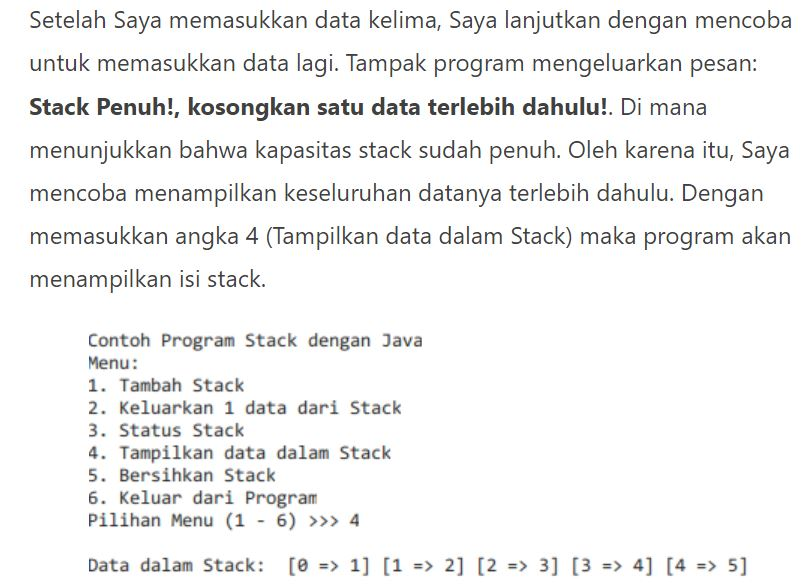 Setelah Saya memasukkan data kelima, Saya lanjutkan dengan mencoba
untuk memasukkan data lagi. Tampak program mengeluarkan pesan:
Stack Penuh!, kosongkan satu data terlebih dahulu!. Di mana
menunjukkan bahwa kapasitas stack sudah penuh. Oleh karena itu, Saya
mencoba menampilkan keseluruhan datanya terlebih dahulu. Dengan
memasukkan angka 4 (Tampilkan data dalam Stack) maka program akan
menampilkan isi stack.
Contoh Program Stack dengan Java
Menu:
1. Tambah Stack
2. Keluarkan 1 data dari Stack
3. Status Stack
4. Tampilkan data dalam Stack
5. Bersihkan Stack
6. Keluar dari Program
Pilihan Menu (1 - 6) >>> 4
Data dalam Stack:  [0 => 1] [1 => 2] [2 => 3] [3 => 4] [4 => 5]